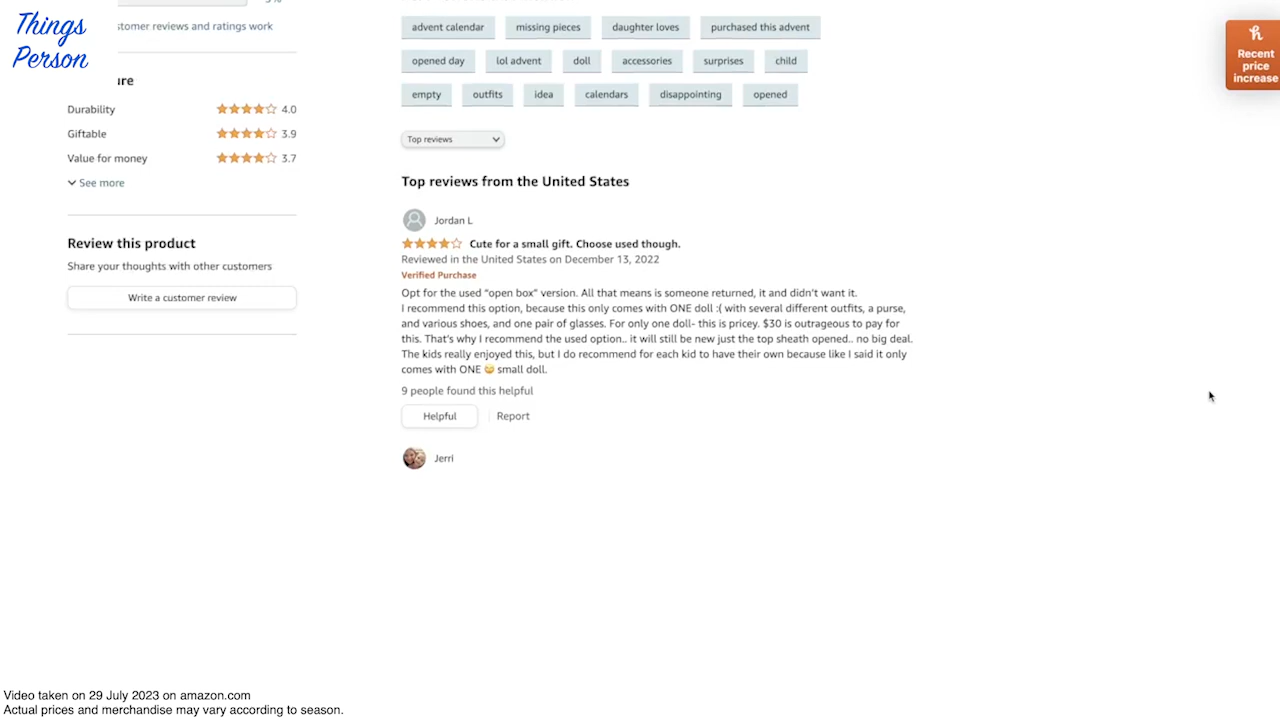 Things
Person
stomer reviews and ratings work
ure
Durability 4.0
Giftable 3.9
Value for money 3.7
See more
Review this product
Share your thoughts with other customers
Write a customer review
advent calendar missing pieces daughter loves purchased this advent
opened day lol advent doll accessories surprises child
empty outfits idea calendars disappointing opened
Top reviews
Top reviews from the United States
Jordan L
Cute for a small gift. Choose used though.
Reviewed in the United States on December 13, 2022
Verified Purchase
Opt for the used “open box” version. All that means is someone returned, it and didn’t want it.
I recommend this option, because this only comes with ONE doll :( with several different outfits, a purse,
and various shoes, and one pair of glasses. For only one doll- this is pricey. $30 is outrageous to pay for
this. That’s why I recommend the used option.. it will still be new just the top sheath opened.. no big deal.
The kids really enjoyed this, but I do recommend for each kid to have their own because like I said it only
comes with ONE 😄 small doll.
9 people found this helpful
Helpful Report
Jerri
h
Recent
price
increase
Video taken on 29 July 2023 on amazon.com
Actual prices and merchandise may vary according to season.